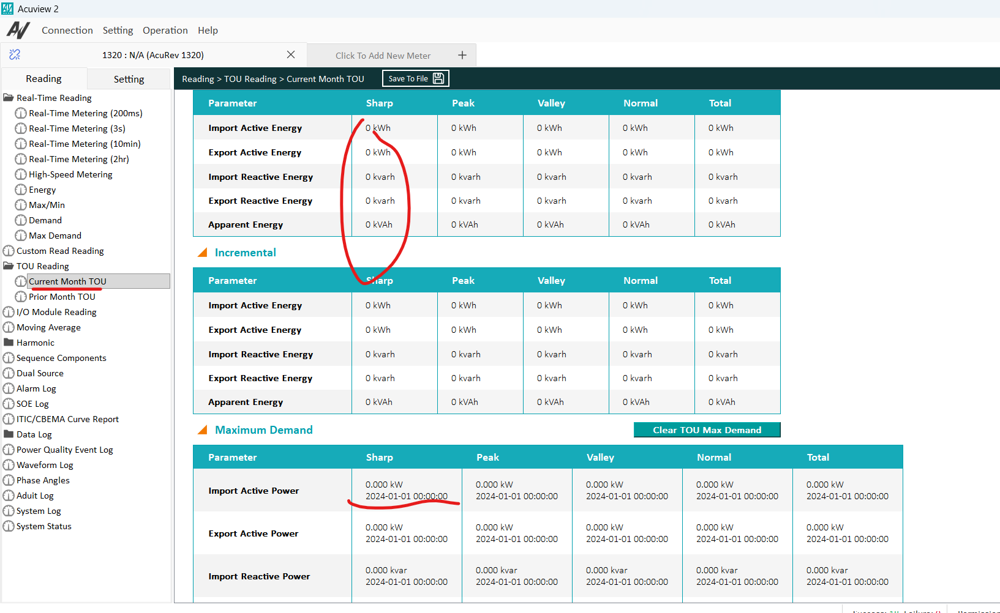 Acuview 2
Connection Setting Operation Help
1320 : N/A (AcuRev 1320)
Click To Add New Meter +
Reading Setting
Reading > TOU Reading > Current Month TOU Save To File
Real-Time Reading
Real-Time Metering (200ms)
Real-Time Metering (3s)
Real-Time Metering (10min)
Real-Time Metering (2hr)
High-Speed Metering
Energy
Max/Min
Demand
Max Demand
Custom Read Reading
TOU Reading
Current Month TOU
Prior Month TOU
I/O Module Reading
Moving Average
Harmonic
Sequence Components
Dual Source
Alarm Log
SOE Log
ITIC/CBEMA Curve Report
Data Log
Power Quality Event Log
Waveform Log
Phase Angles
Aduit Log
System Log
System Status
Parameter Sharp Peak Valley Normal Total
Import Active Energy 0 kWh 0 kWh 0 kWh 0 kWh 0 kWh
Export Active Energy 0 kWh 0 kWh 0 kWh 0 kWh 0 kWh
Import Reactive Energy 0 kvarh 0 kvarh 0 kvarh 0 kvarh 0 kvarh
Export Reactive Energy 0 kvarh 0 kvarh 0 kvarh 0 kvarh 0 kvarh
Apparent Energy 0 kVAh 0 kVAh 0 kVAh 0 kVAh 0 kVAh
Incremental
Parameter Sharp Peak Valley Normal Total
Import Active Energy 0 kWh 0 kWh 0 kWh 0 kWh 0 kWh
Export Active Energy 0 kWh 0 kWh 0 kWh 0 kWh 0 kWh
Import Reactive Energy 0 kvarh 0 kvarh 0 kvarh 0 kvarh 0 kvarh
Export Reactive Energy 0 kvarh 0 kvarh 0 kvarh 0 kvarh 0 kvarh
Apparent Energy 0 kVAh 0 kVAh 0 kVAh 0 kVAh 0 kVAh
Maximum Demand Clear TOU Max Demand
Parameter Sharp Peak Valley Normal Total
Import Active Power
0.000 kW 0.000 kW 0.000 kW 0.000 kW 0.000 kW
2024-01-01 00:00:00 2024-01-01 00:00:00 2024-01-01 00:00:00 2024-01-01 00:00:00 2024-01-01 00:00:00
Export Active Power
0.000 kW 0.000 kW 0.000 kW 0.000 kW 0.000 kW
2024-01-01 00:00:00 2024-01-01 00:00:00 2024-01-01 00:00:00 2024-01-01 00:00:00 2024-01-01 00:00:00
Import Reactive Power
0.000 kvar 0.000 kvar 0.000 kvar 0.000 kvar 0.000 kvar
2024-01-01 00:00:00 2024-01-01 00:00:00 2024-01-01 00:00:00 2024-01-01 00:00:00 2024-01-01 00:00:00